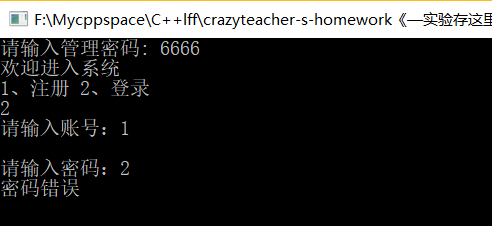 F:\Mycppspace\C++lff\crazyteacher-s-homework《—实验存这里
请输入管理密码: 6666
欢迎进入系统
1、注册 2、登录
2
请输入账号：1
请输入密码：2
密码错误